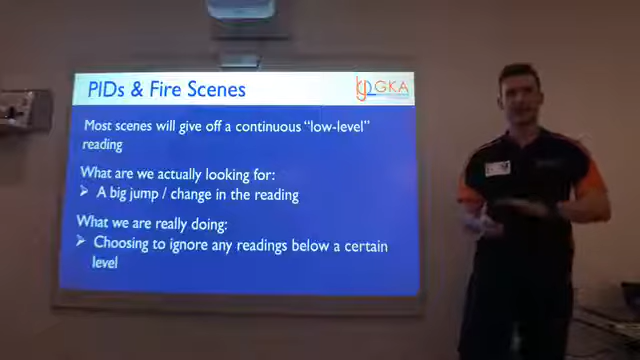 PIDs & Fire Scenes
GKA
Most scenes will give off a continuous “low-level”
reading
What are we actually looking for:
➤ A big jump / change in the reading
What we are really doing:
➤ Choosing to ignore any readings below a certain
level